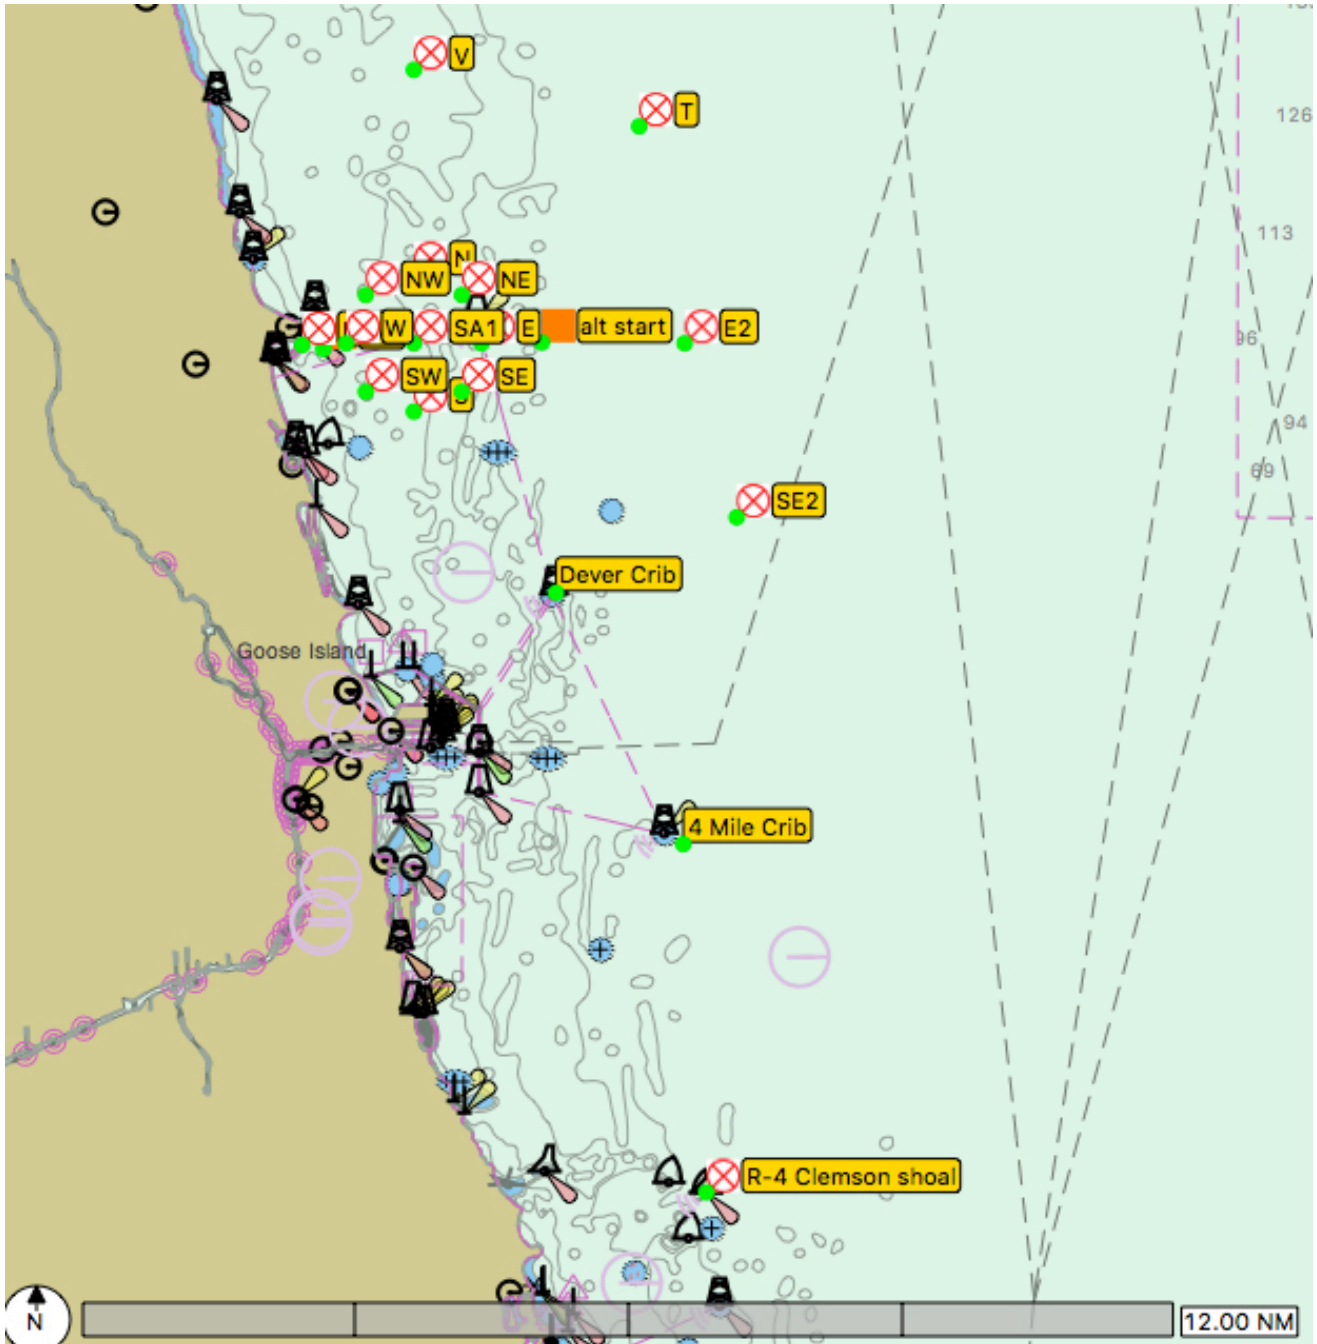 V
T
126
113
N
NW
NE
W
SA1
E
alt start
E2
96
SW
SE
94
69
SE2
Dever Crib
Goose Island
4 Mile Crib
R-4 Clemson shoal
N
12.00 NM